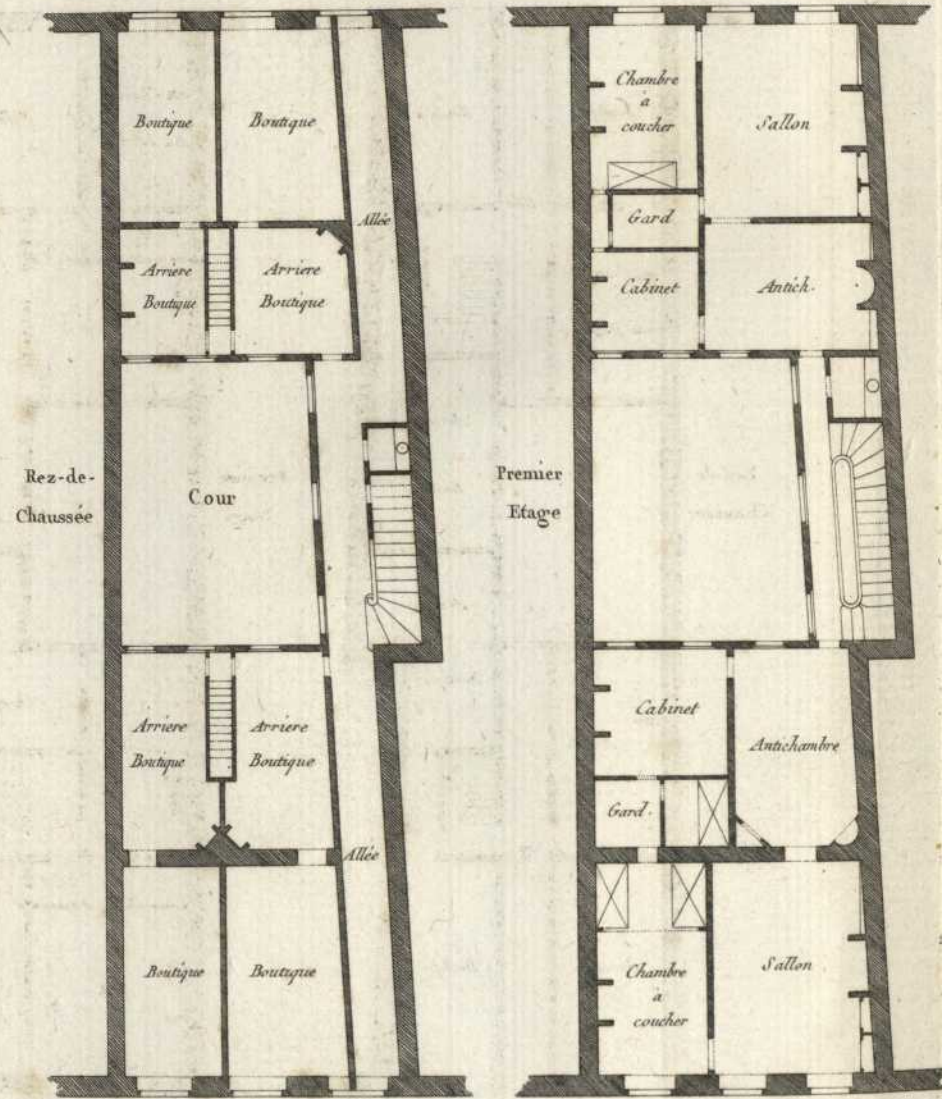 Rez-de-
Chaussée
Boutique
Boutique
Allée
Arriere
Boutique
Arriere
Boutique
Cour
Arriere
Boutique
Arriere
Boutique
Allée
Boutique
Boutique
Premier
Etage
Chambre
à
coucher
Sallon
Gard
Cabinet
Antich.
Cabinet
Antichambre
Gard.
Chambre
à
coucher
Sallon